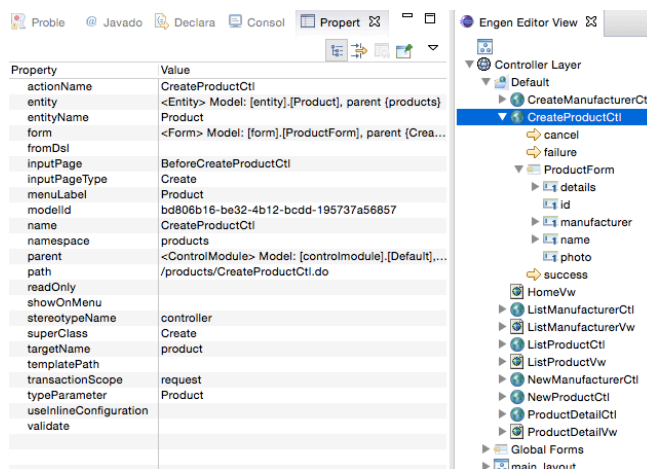 Proble @ Javado Declara Consol Propert
Property Value
actionName CreateProductCtl
entity <Entity> Model: [entity].[Product], parent {products}
entityName Product
form <Form> Model: [form].[ProductForm], parent {Crea...
fromDsl
inputPage BeforeCreateProductCtl
inputPageType Create
menuLabel Product
modelId bd806b16-be32-4b12-bcdd-195737a56857
name CreateProductCtl
namespace products
parent <ControlModule> Model: [controlmodule].[Default],...
path /products/CreateProductCtl.do
readOnly
showOnMenu
stereotypeName controller
superClass Create
targetName product
templatePath
transactionScope request
typeParameter Product
useInlineConfiguration
validate
Engen Editor View
Controller Layer
Default
CreateManufacturerCt
CreateProductCtl
cancel
failure
ProductForm
details
id
manufacturer
name
photo
success
HomeVw
ListManufacturerCtl
ListManufacturerVw
ListProductCtl
ListProductVw
NewManufacturerCtl
NewProductCtl
ProductDetailCtl
ProductDetailVw
Global Forms
main_layout